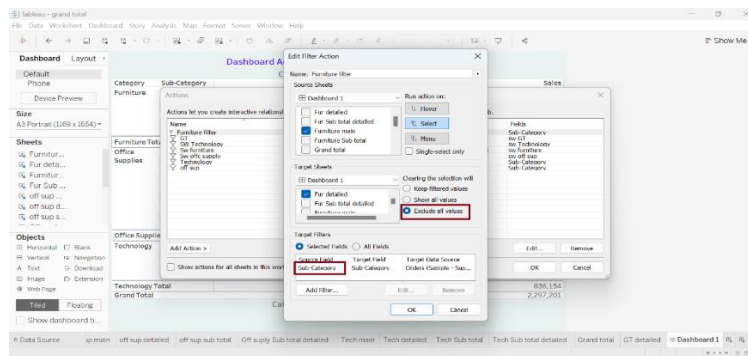 tableau - grand total
File Data Worksheet Dashboard Story Analysis Map Format Server Window Help
Show Me
Dashboard Layout
Default
Phone
Device Preview
Size
A3 Portrait (1169 x 1654)
Sheets
Furnitur...
Fur deta...
Furnitur...
Fur Sub ...
off sup ...
off sup d...
off sup s...
Objects
Horizontal Blank
Vertical Navigation
Text Download
Image Extension
Web Page
Tiled Floating
Show dashboard ti...
Dashboard A
Category Sub-Category Sales
Furniture
Furniture Tota
Office
Supplies
Office Supplie
Technology
Technology Total 836,154
Grand Total 2,297,201
Cat
Actions
Actions let you create interactive relations
Name Fields
Furniture filter Sub-Category
GT sw GT
SW Technology sw Technology
Sw furniture sw furniture
Sw offc supply sw off sup
Technology Sub-Category
off sup Sub-Category
Add Action >
Edit... Remove
Show actions for all sheets in this work
OK Cancel
Edit Filter Action
Name: Furniture filter
Source Sheets
Dashboard 1
Fur detailed
Fur Sub total detailed
Furniture main
Furniture Sub total
Grand total
Run action on:
Hover
Select
Menu
Single-select only
Target Sheets
Dashboard 1
Fur detailed
Fur Sub total detailed
Furniture main
Clearing the selection will
Keep filtered values
Show all values
Exclude all values
Target Filters
Selected Fields All Fields
Source Field Target Field Target Data Source
Sub-Category Sub-Category Orders (Sample - Sup...
Add Filter... Edit... Remove
OK Cancel
Data Source up main off sup detailed off sup sub total Off suply Sub total detailed Tech main Tech detailed Tech Sub total Tech Sub total detailed Grand total GT detailed Dashboard 1